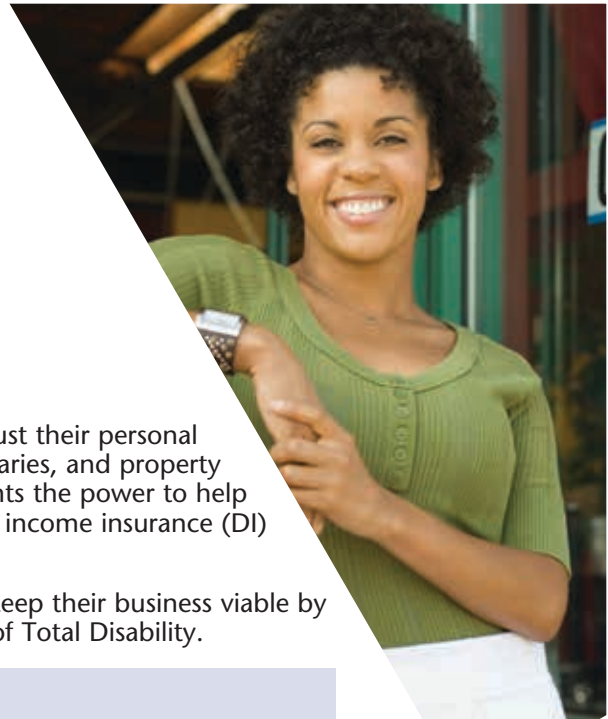 ust their personal
aries, and property
nts the power to help
income insurance (DI)
eep their business viable by
of Total Disability.